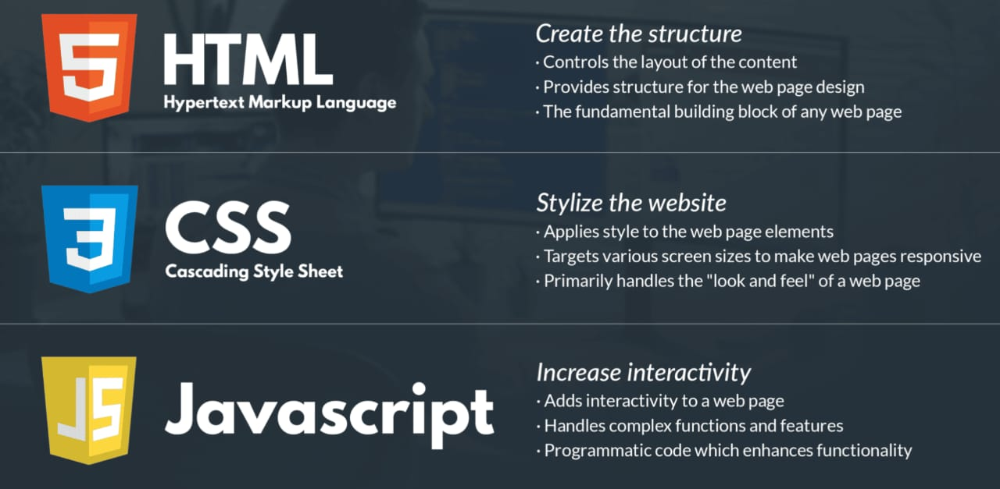 5
HTML
Hypertext Markup Language
Create the structure
· Controls the layout of the content
· Provides structure for the web page design
· The fundamental building block of any web page
3
CSS
Cascading Style Sheet
Stylize the website
· Applies style to the web page elements
· Targets various screen sizes to make web pages responsive
· Primarily handles the "look and feel" of a web page
JS
Javascript
Increase interactivity
· Adds interactivity to a web page
· Handles complex functions and features
· Programmatic code which enhances functionality